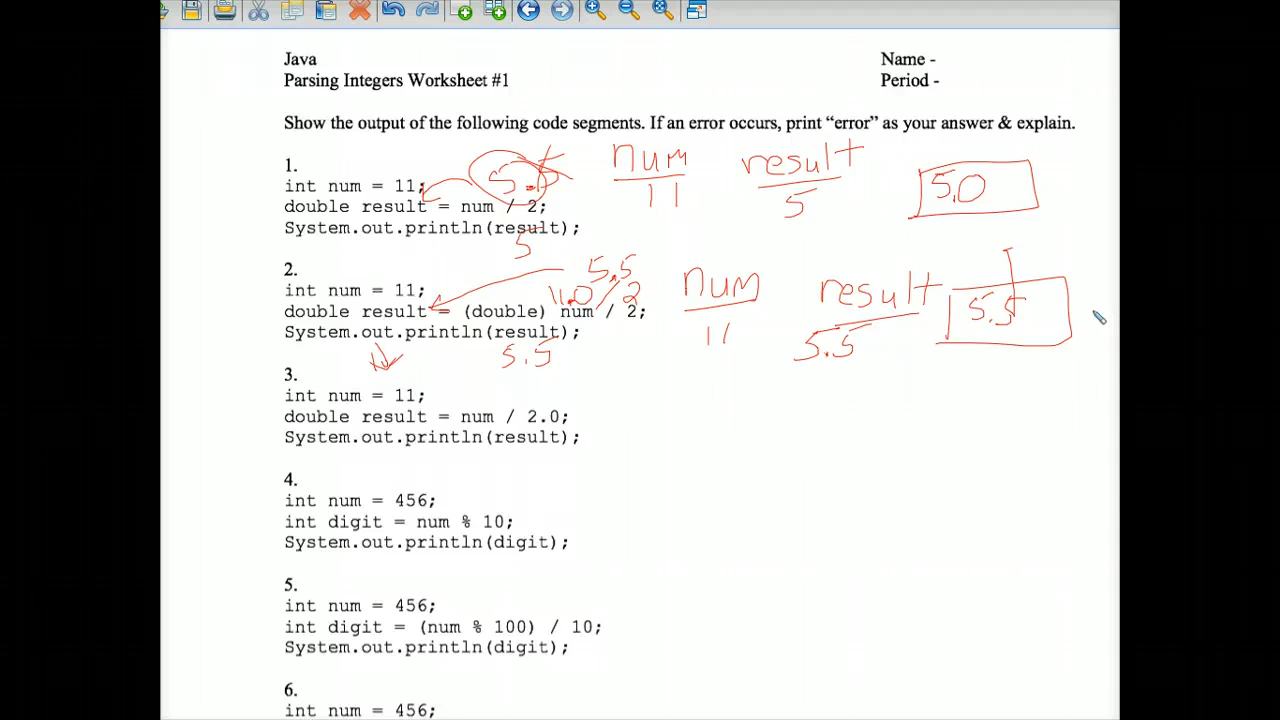 Java Name -
Parsing Integers Worksheet #1 Period -
Show the output of the following code segments. If an error occurs, print “error” as your answer & explain.
1.
int num = 11;
double result = num / 2;
System.out.println(result);
5.5
5
num result
11 5
5.0
2.
int num = 11;
double result = (double) num / 2;
System.out.println(result);
5.5
11.0 / 2
5.5
num result
11 5.5
5.5
3.
int num = 11;
double result = num / 2.0;
System.out.println(result);
4.
int num = 456;
int digit = num % 10;
System.out.println(digit);
5.
int num = 456;
int digit = (num % 100) / 10;
System.out.println(digit);
6.
int num = 456;